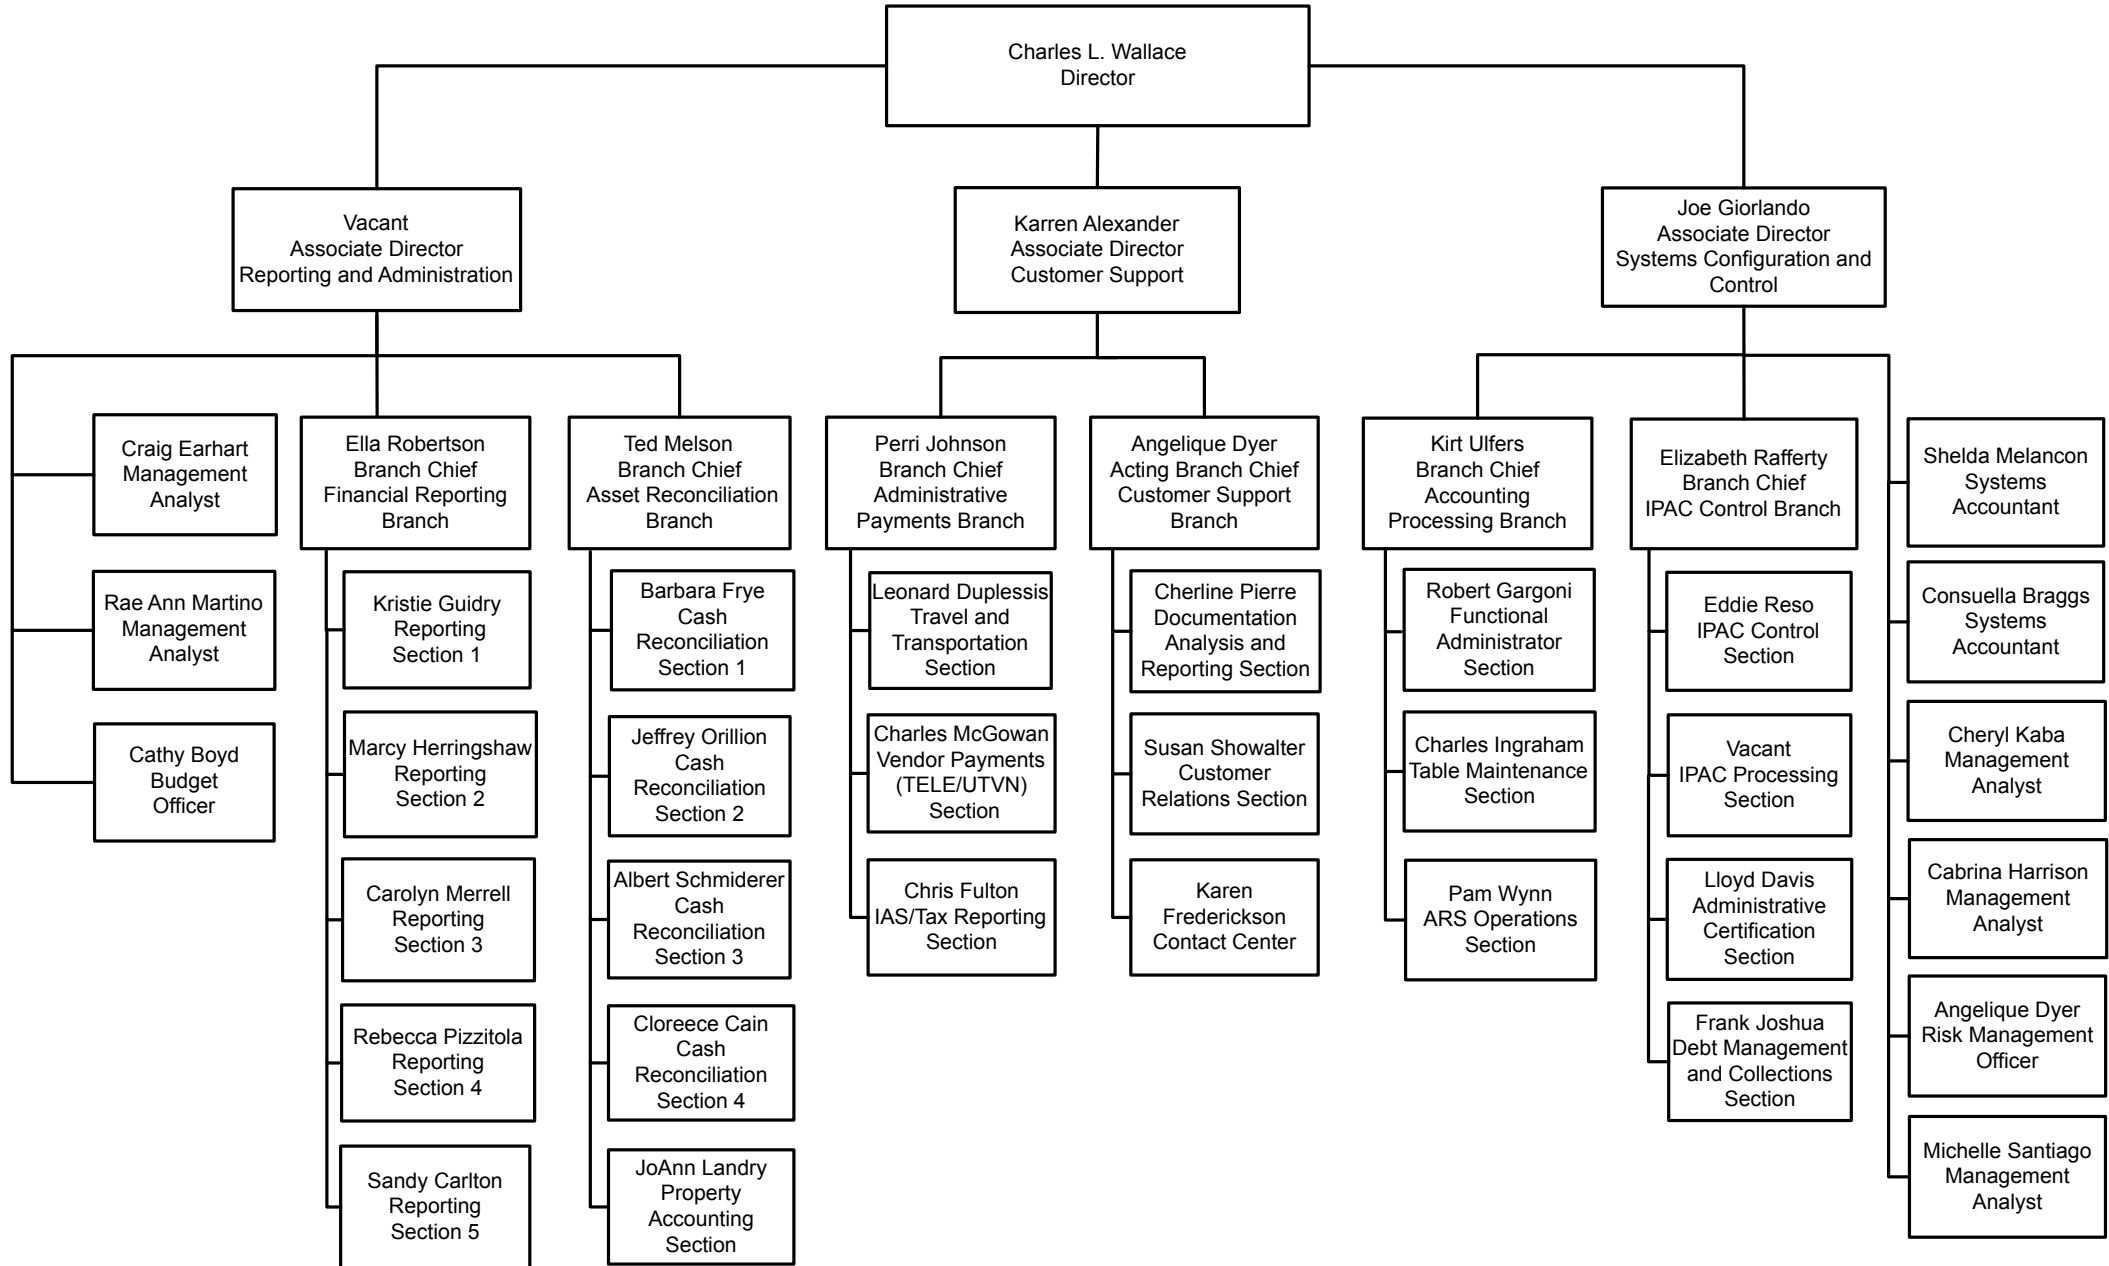 Charles L. Wallace
Director
Vacant
Associate Director
Reporting and Administration
Karren Alexander
Associate Director
Customer Support
Joe Giorlando
Associate Director
Systems Configuration and
Control
Craig Earhart
Management
Analyst
Rae Ann Martino
Management
Analyst
Cathy Boyd
Budget
Officer
Ella Robertson
Branch Chief
Financial Reporting
Branch
Kristie Guidry
Reporting
Section 1
Marcy Herringshaw
Reporting
Section 2
Carolyn Merrell
Reporting
Section 3
Rebecca Pizzitola
Reporting
Section 4
Sandy Carlton
Reporting
Section 5
Ted Melson
Branch Chief
Asset Reconciliation
Branch
Barbara Frye
Cash
Reconciliation
Section 1
Jeffrey Orillion
Cash
Reconciliation
Section 2
Albert Schmiderer
Cash
Reconciliation
Section 3
Cloreece Cain
Cash
Reconciliation
Section 4
JoAnn Landry
Property
Accounting
Section
Perri Johnson
Branch Chief
Administrative
Payments Branch
Leonard Duplessis
Travel and
Transportation
Section
Charles McGowan
Vendor Payments
(TELE/UTVN)
Section
Chris Fulton
IAS/Tax Reporting
Section
Angelique Dyer
Acting Branch Chief
Customer Support
Branch
Cherline Pierre
Documentation
Analysis and
Reporting Section
Susan Showalter
Customer
Relations Section
Karen
Frederickson
Contact Center
Kirt Ulfers
Branch Chief
Accounting
Processing Branch
Robert Gargoni
Functional
Administrator
Section
Charles Ingraham
Table Maintenance
Section
Pam Wynn
ARS Operations
Section
Elizabeth Rafferty
Branch Chief
IPAC Control Branch
Eddie Reso
IPAC Control
Section
Vacant
IPAC Processing
Section
Lloyd Davis
Administrative
Certification
Section
Frank Joshua
Debt Management
and Collections
Section
Shelda Melancon
Systems
Accountant
Consuella Braggs
Systems
Accountant
Cheryl Kaba
Management
Analyst
Cabrina Harrison
Management
Analyst
Angelique Dyer
Risk Management
Officer
Michelle Santiago
Management
Analyst